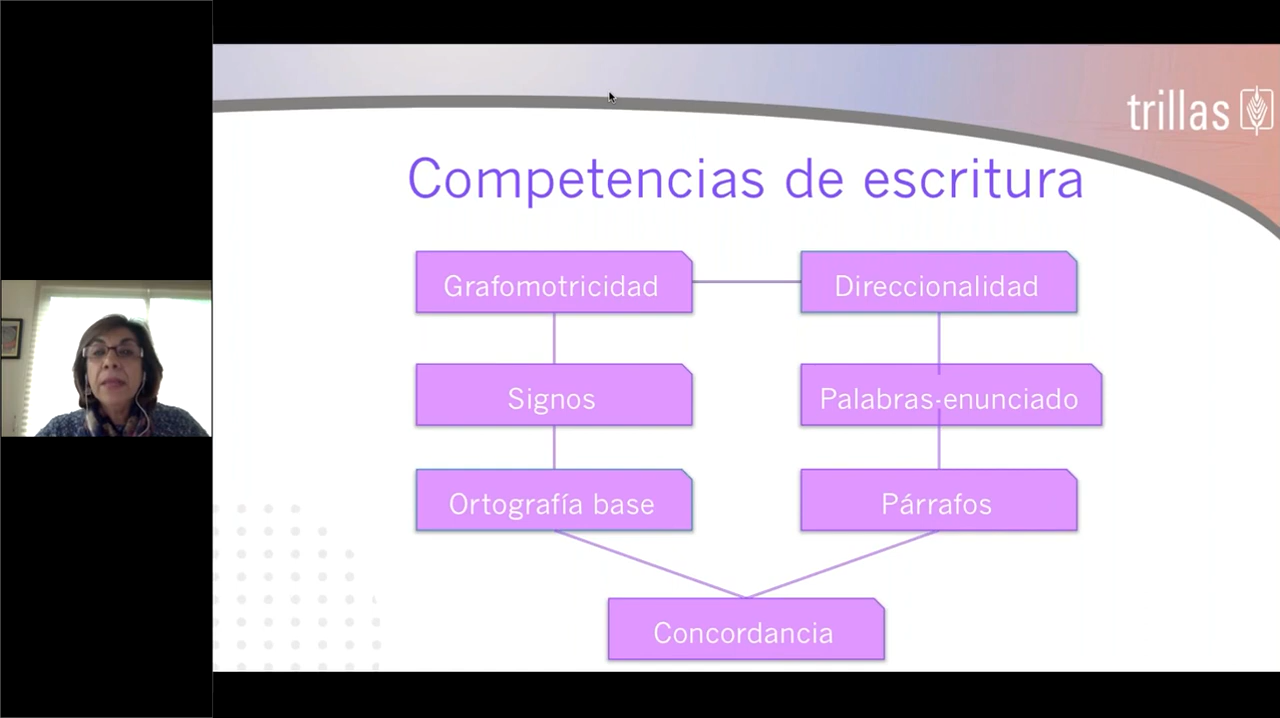 trillas
Competencias de escritura
Grafomotricidad
Direccionalidad
Signos
Palabras-enunciado
Ortografía base
Párrafos
Concordancia